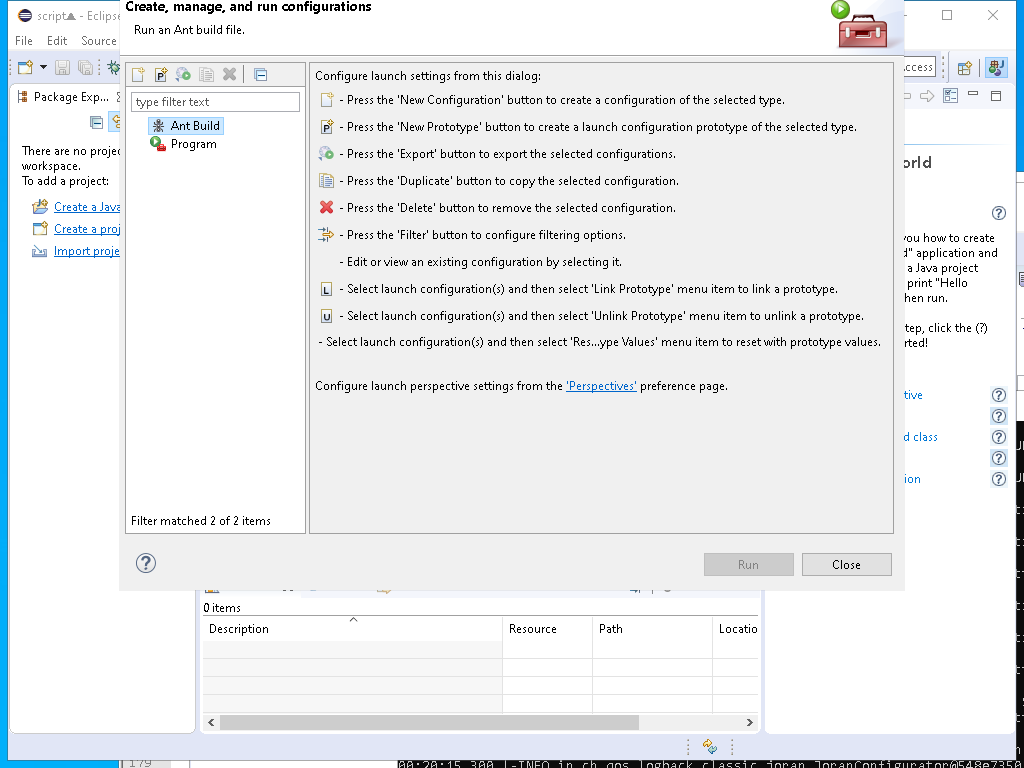 Create, manage, and run configurations
Run an Ant build file.
File Edit Source
type filter text
Ant Build
Program
Filter matched 2 of 2 items
Configure launch settings from this dialog:
- Press the 'New Configuration' button to create a configuration of the selected type.
- Press the 'New Prototype' button to create a launch configuration prototype of the selected type.
- Press the 'Export' button to export the selected configurations.
- Press the 'Duplicate' button to copy the selected configuration.
- Press the 'Delete' button to remove the selected configuration.
- Press the 'Filter' button to configure filtering options.
- Edit or view an existing configuration by selecting it.
L - Select launch configuration(s) and then select 'Link Prototype' menu item to link a prototype.
U - Select launch configuration(s) and then select 'Unlink Prototype' menu item to unlink a prototype.
- Select launch configuration(s) and then select 'Res...ype Values' menu item to reset with prototype values.
Configure launch perspective settings from the 'Perspectives' preference page.
Run
Close
Package Exp...
There are no projec
workspace.
To add a project:
Create a Java
Create a proj
Import proje
orld
you how to create
d" application and
a Java project
print "Hello
hen run.
tep, click the (?)
rted!
tive
d class
ion
0 items
Description Resource Path Locatio
179
00:20:15,300 |-INFO in ch.qos.logback.classic.joran.JoranConfigurator@548e7350